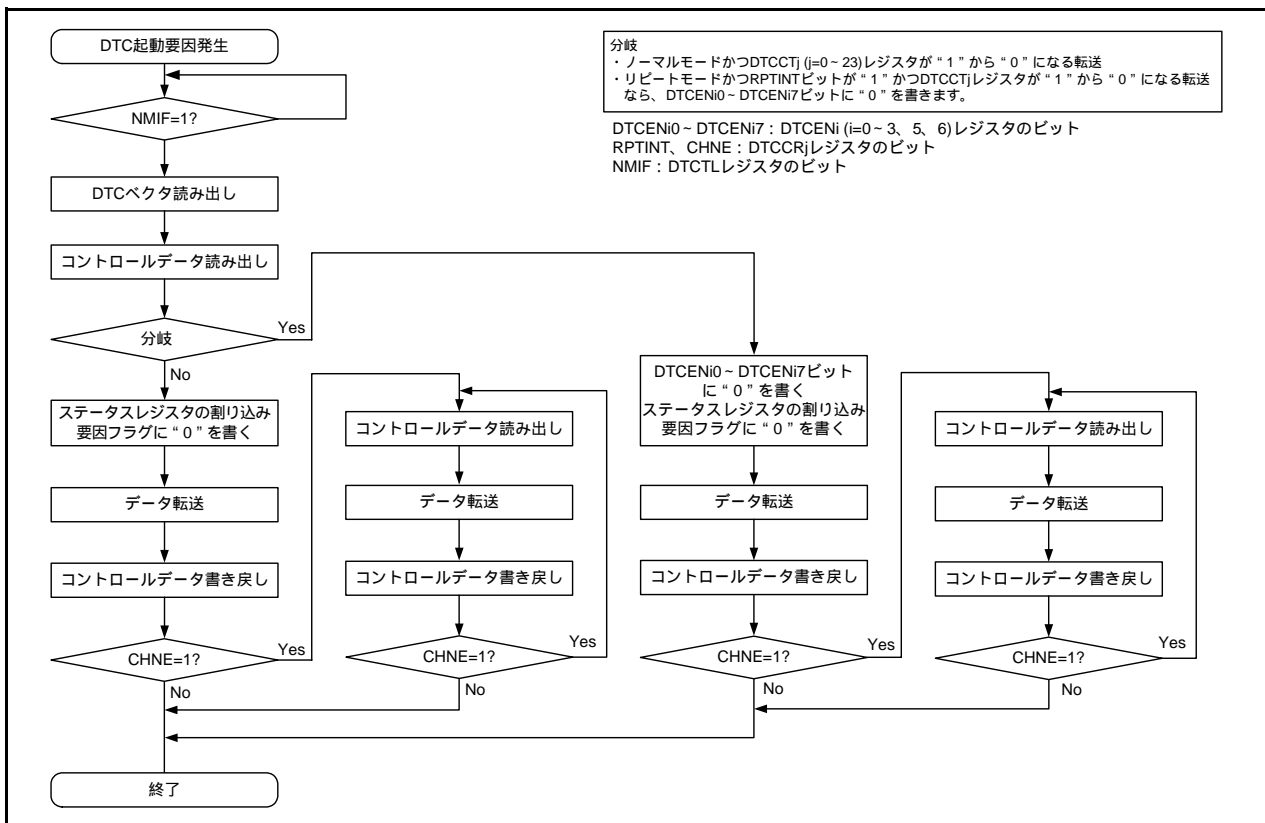 DTC起動要因発生
NMIF=1?
DTCベクタ読み出し
コントロールデータ読み出し
分岐
Yes
No
ステータスレジスタの割り込み
要因フラグに“0”を書く
データ転送
コントロールデータ書き戻し
CHNE=1?
Yes
No
終了
コントロールデータ読み出し
データ転送
コントロールデータ書き戻し
CHNE=1?
Yes
No
分岐
・ノーマルモードかつDTCCTj (j=0~23)レジスタが“1”から“0”になる転送
・リピートモードかつRPTINTビットが“1”かつDTCCTjレジスタが“1”から“0”になる転送
なら、DTCENi0~DTCENi7ビットに“0”を書きます。
DTCENi0~DTCENi7:DTCENi (i=0~3、5、6)レジスタのビット
RPTINT、CHNE:DTCCRjレジスタのビット
NMIF:DTCTLレジスタのビット
DTCENi0~DTCENi7ビット
に“0”を書く
ステータスレジスタの割り込み
要因フラグに“0”を書く
データ転送
コントロールデータ書き戻し
CHNE=1?
Yes
No
コントロールデータ読み出し
データ転送
コントロールデータ書き戻し
CHNE=1?
Yes
No